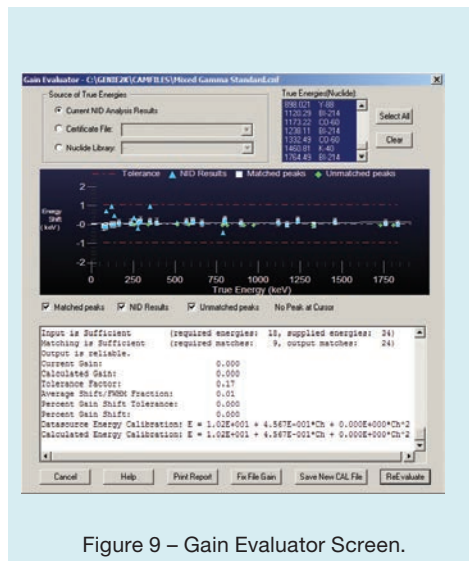 Gain Evaluator - C:\GENIE2K\CAMFILES\Mixed Gamma Standard.cnf
Source of True Energies
Current NID Analysis Results
Certificate File:
Nuclide Library:
True Energies(Nuclide):
898.021 Y-88
1120.29 BI-214
1173.22 CO-60
1238.11 BI-214
1332.49 CO-60
1460.81 K-40
1764.49 BI-214
Select All
Clear
Tolerance NID Results Matched peaks Unmatched peaks
Energy Shift (keV)
2
1
-0
-1
-2
-0 250 500 750 1000 1250 1500 1750
True Energy (keV)
Matched peaks NID Results Unmatched peaks No Peak at Cursor
Input is Sufficient (required energies: 18, supplied energies: 34)
Matching is Sufficient (required matches: 9, output matches: 24)
Output is reliable.
Current Gain: 0.000
Calculated Gain: 0.000
Tolerance Factor: 0.17
Average Shift/FWHM Fraction: 0.01
Percent Gain Shift Tolerance: 0.000
Percent Gain Shift: 0.000
Datasource Energy Calibration: E = 1.02E+001 + 4.567E-001*Ch + 0.000E+000*Ch^2
Calculated Energy Calibration: E = 1.02E+001 + 4.567E-001*Ch + 0.000E+000*Ch^2
Cancel Help Print Report Fix File Gain Save New CAL File ReEvaluate
Figure 9 – Gain Evaluator Screen.